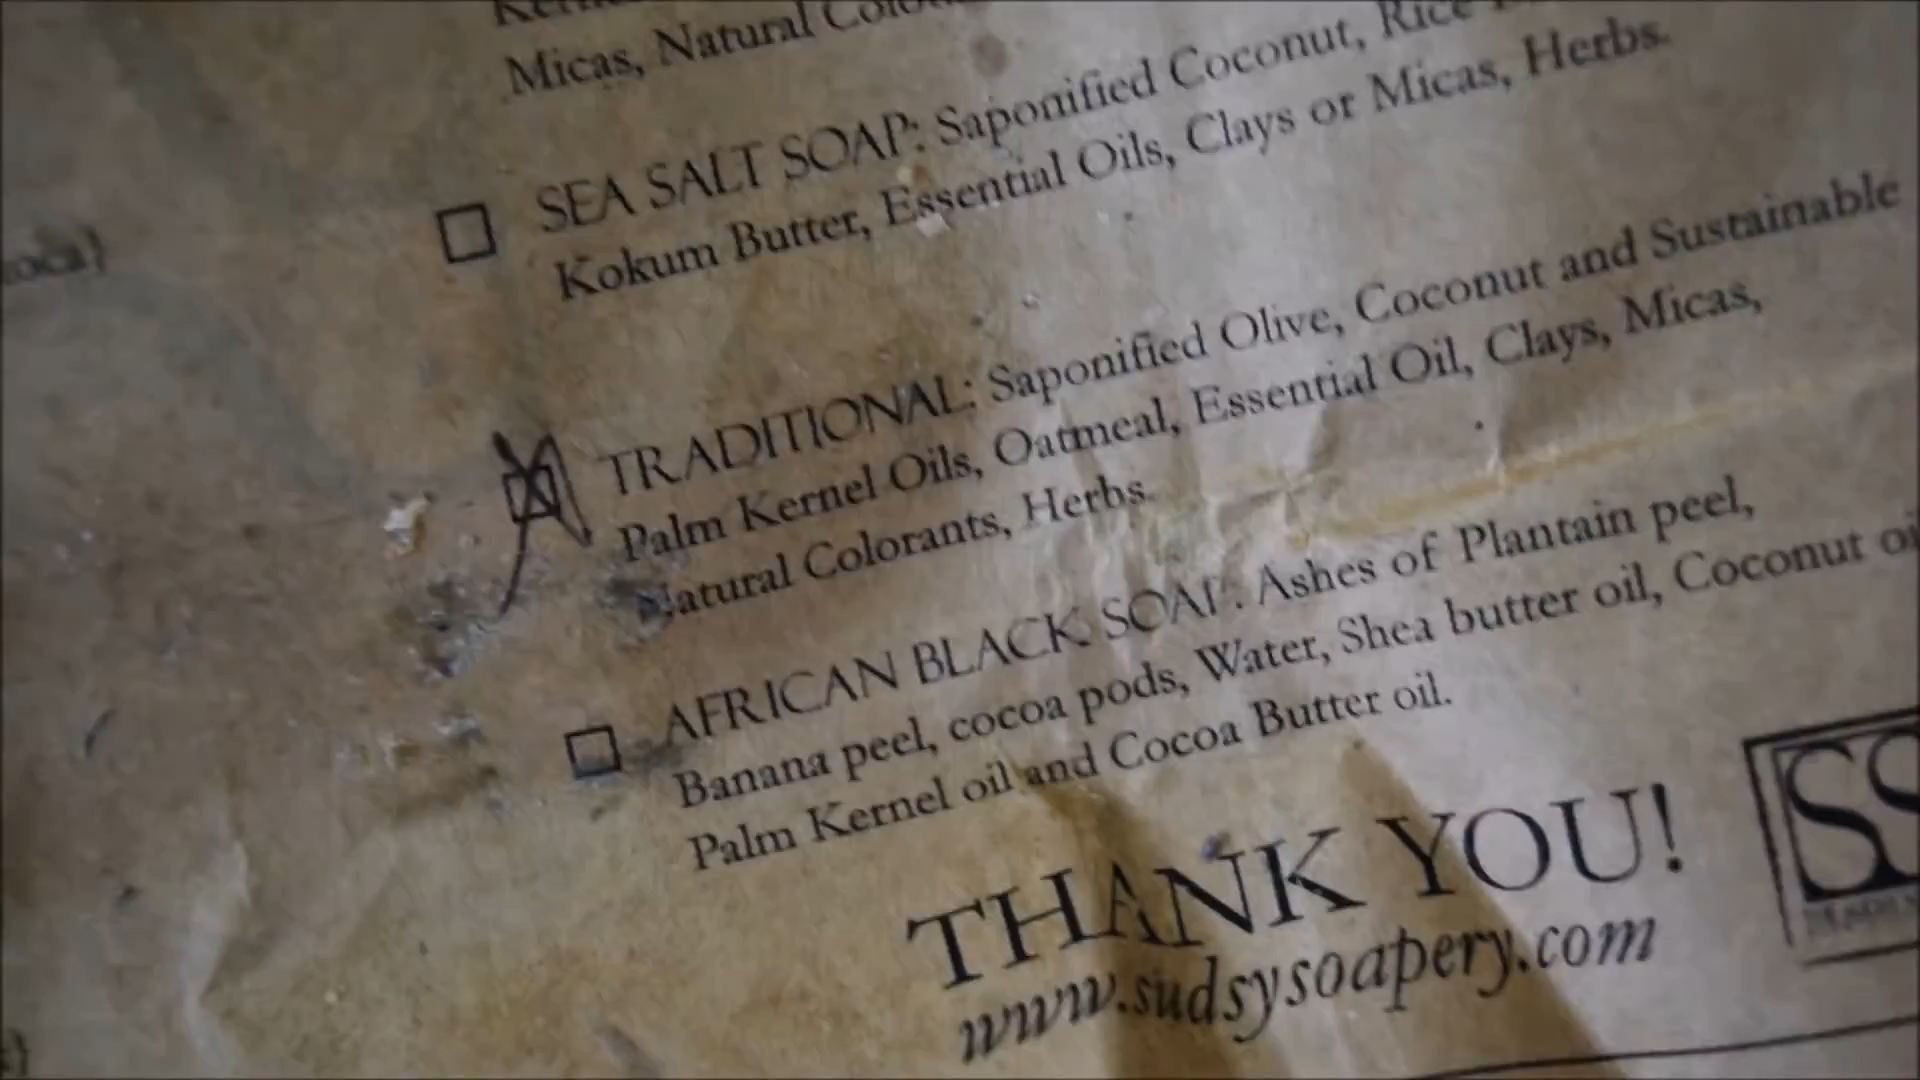 Micas, Natural
SEA SALT SOAP: Saponified Coconut, Rice
Kokum Butter, Essential Oils, Clays or Micas, Herbs.
TRADITIONAL: Saponified Olive, Coconut and Sustainable
Palm Kernel Oils, Oatmeal, Essential Oil, Clays, Micas,
Natural Colorants, Herbs.
AFRICAN BLACK SOAP: Ashes of Plantain peel,
Banana peel, cocoa pods, Water, Shea butter oil, Coconut oil
Palm Kernel oil and Cocoa Butter oil.
THANK YOU!
www.sudsysoapery.com
SS